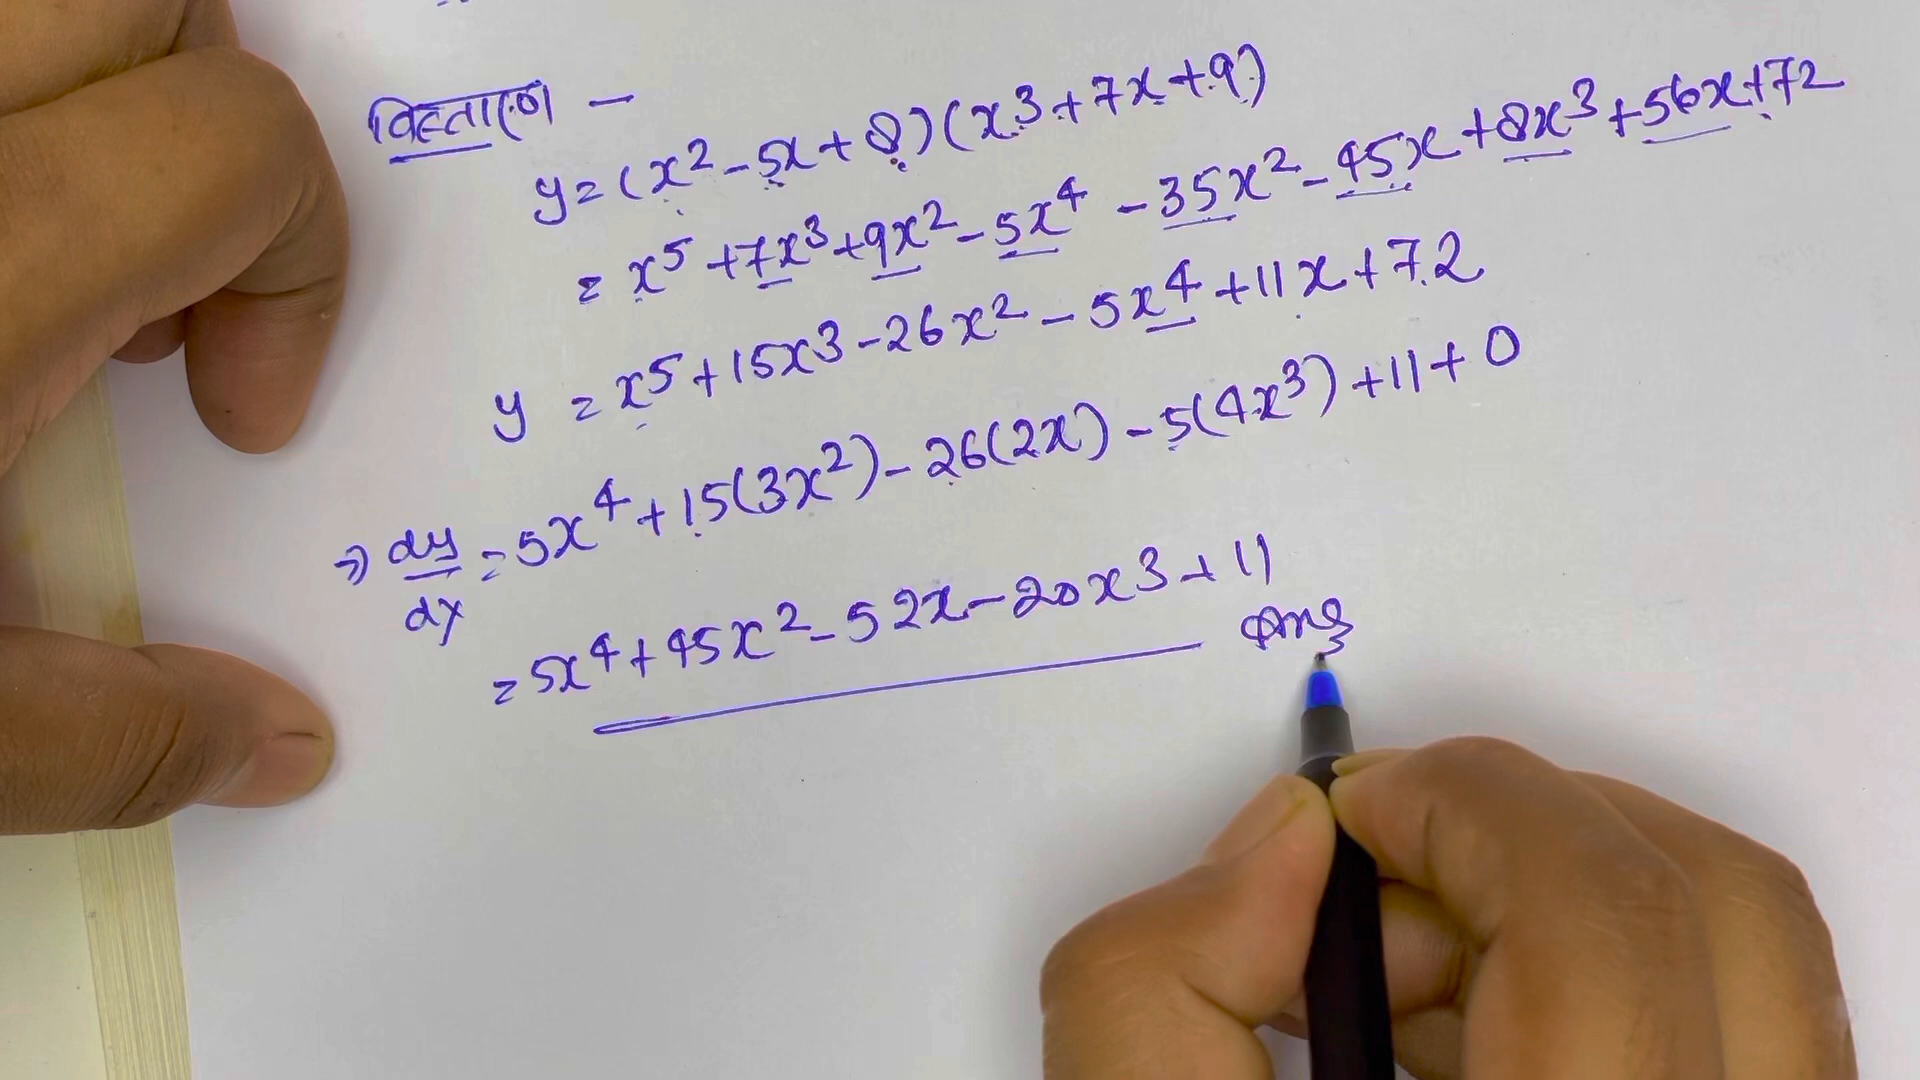 विस्तारण –
y = (x² - 5x + 8)(x³ + 7x + 9)
= x⁵ + 7x³ + 9x² - 5x⁴ - 35x² - 45x + 8x³ + 56x + 72
y = x⁵ + 15x³ - 26x² - 5x⁴ + 11x + 72
⇒ dy/dx = 5x⁴ + 15(3x²) - 26(2x) - 5(4x³) + 11 + 0
= 5x⁴ + 45x² - 52x - 20x³ + 11 Ans